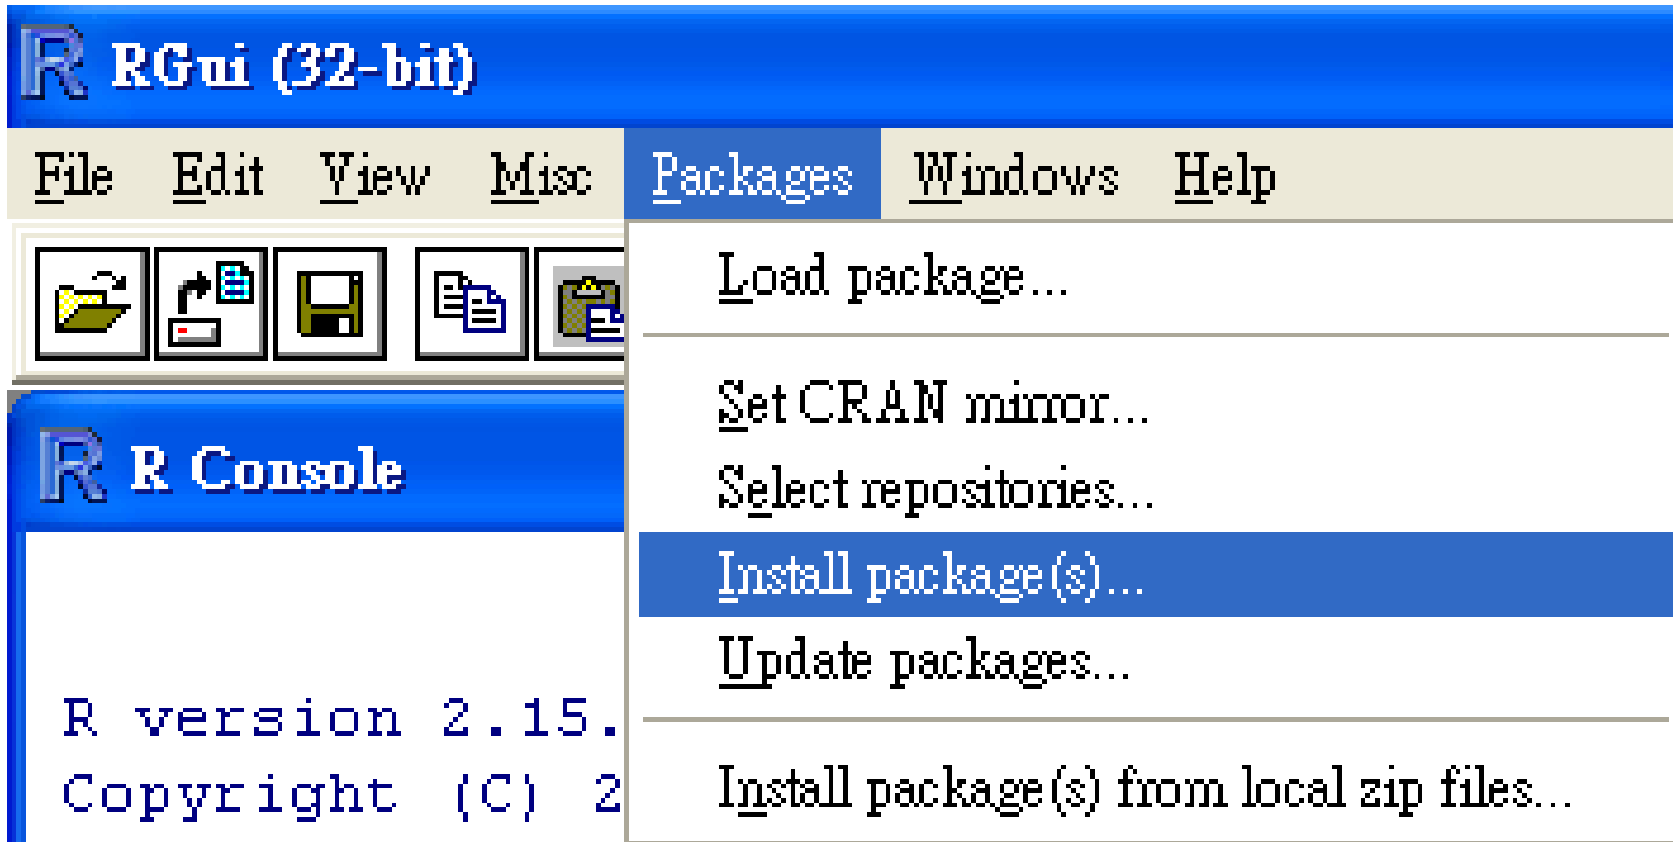 RGui (32-bit)
File Edit View Misc Packages Windows Help
Load package...
Set CRAN mirror...
Select repositories...
Install package(s)...
Update packages...
Install package(s) from local zip files...
R Console
R version 2.15.
Copyright (C) 2